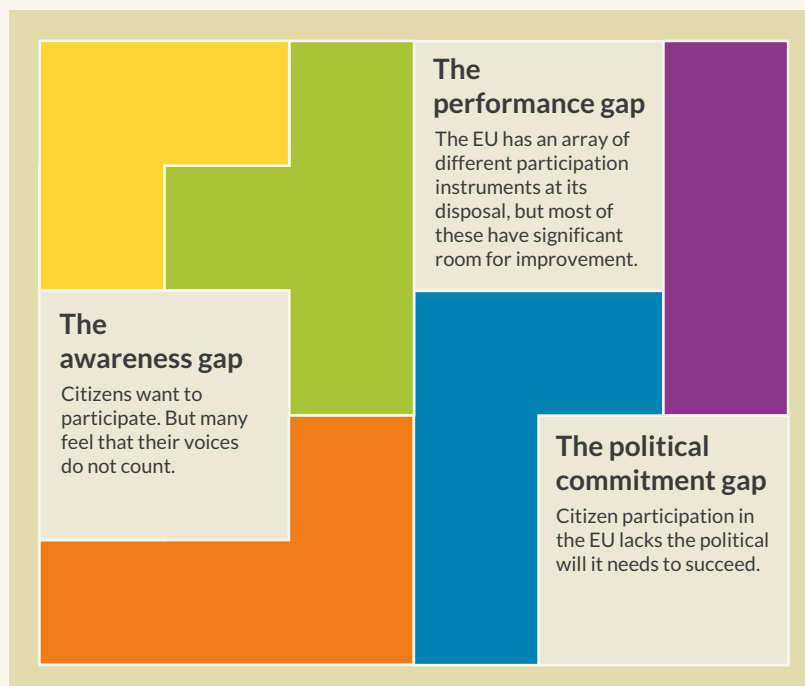 The
performance gap
The EU has an array of
different participation
instruments at its
disposal, but most of
these have significant
room for improvement.
The
awareness gap
Citizens want to
participate. But many
feel that their voices
do not count.
The political
commitment gap
Citizen participation in
the EU lacks the political
will it needs to succeed.